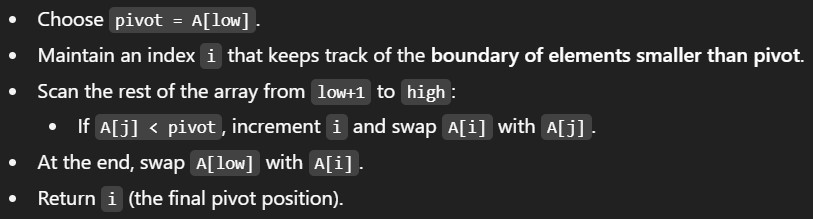 • Choose pivot = A[low].
• Maintain an index i that keeps track of the boundary of elements smaller than pivot.
• Scan the rest of the array from low+1 to high:
• If A[j] < pivot, increment i and swap A[i] with A[j].
• At the end, swap A[low] with A[i].
• Return i (the final pivot position).